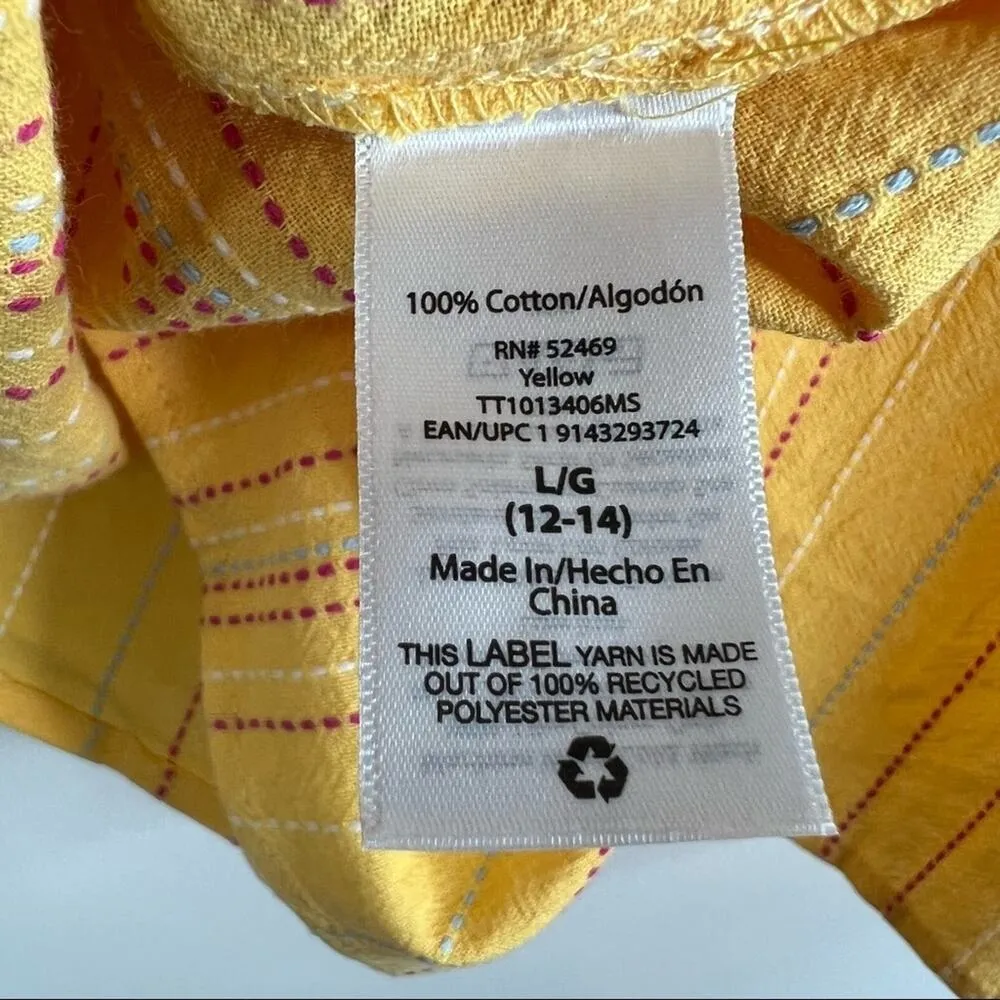 100% Cotton/Algodón
RN# 52469
Yellow
TT1013406MS
EAN/UPC 1 9143293724
L/G
(12-14)
Made In/Hecho En
China
THIS LABEL YARN IS MADE
OUT OF 100% RECYCLED
POLYESTER MATERIALS